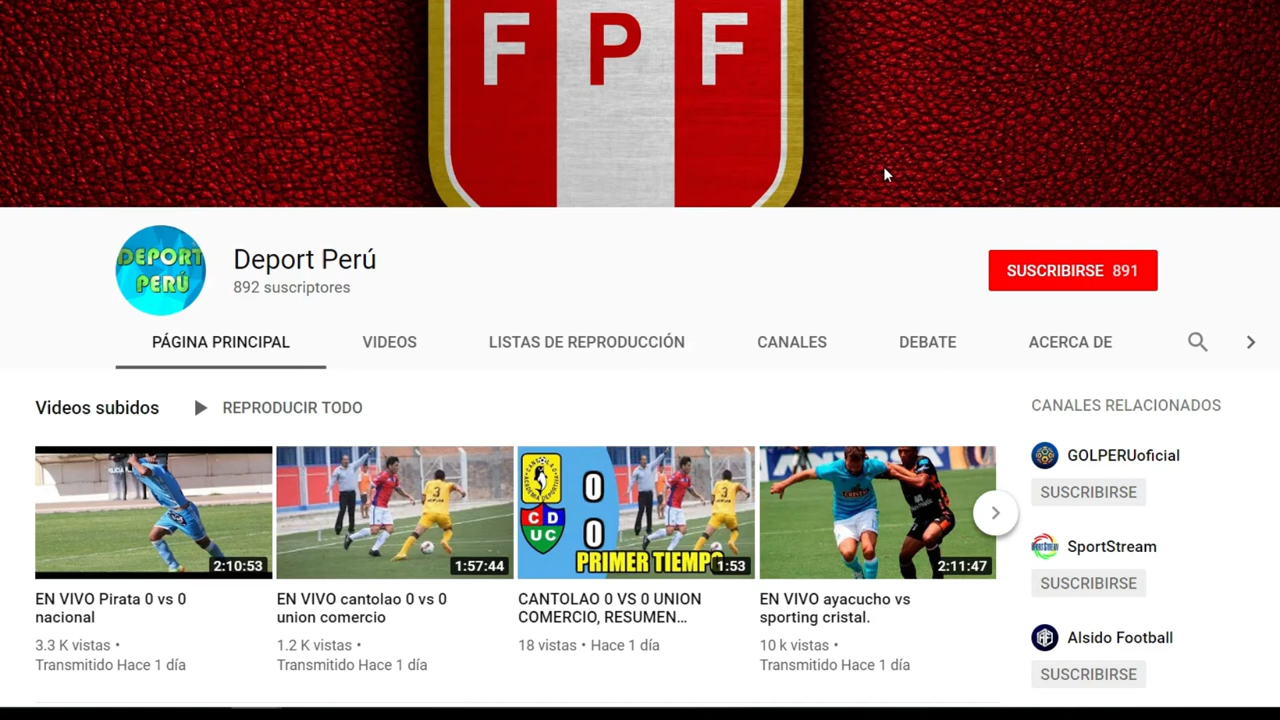 F P F
DEPORT
PERÚ
Deport Perú
892 suscriptores
SUSCRIBIRSE 891
PÁGINA PRINCIPAL
VIDEOS
LISTAS DE REPRODUCCIÓN
CANALES
DEBATE
ACERCA DE
Videos subidos
REPRODUCIR TODO
2:10:53
EN VIVO Pirata 0 vs 0
nacional
3.3 K vistas •
Transmitido Hace 1 día
3
1:57:44
EN VIVO cantolao 0 vs 0
union comercio
1.2 K vistas •
Transmitido Hace 1 día
0
0
CD
UC
3
PRIMER TIEMPO
1:53
CANTOLAO 0 VS 0 UNION
COMERCIO, RESUMEN...
18 vistas • Hace 1 día
CRISTAL
2:11:47
EN VIVO ayacucho vs
sporting cristal.
10 k vistas •
Transmitido Hace 1 día
CANALES RELACIONADOS
GOLPERUoficial
SUSCRIBIRSE
SportStream
SUSCRIBIRSE
Alsido Football
SUSCRIBIRSE